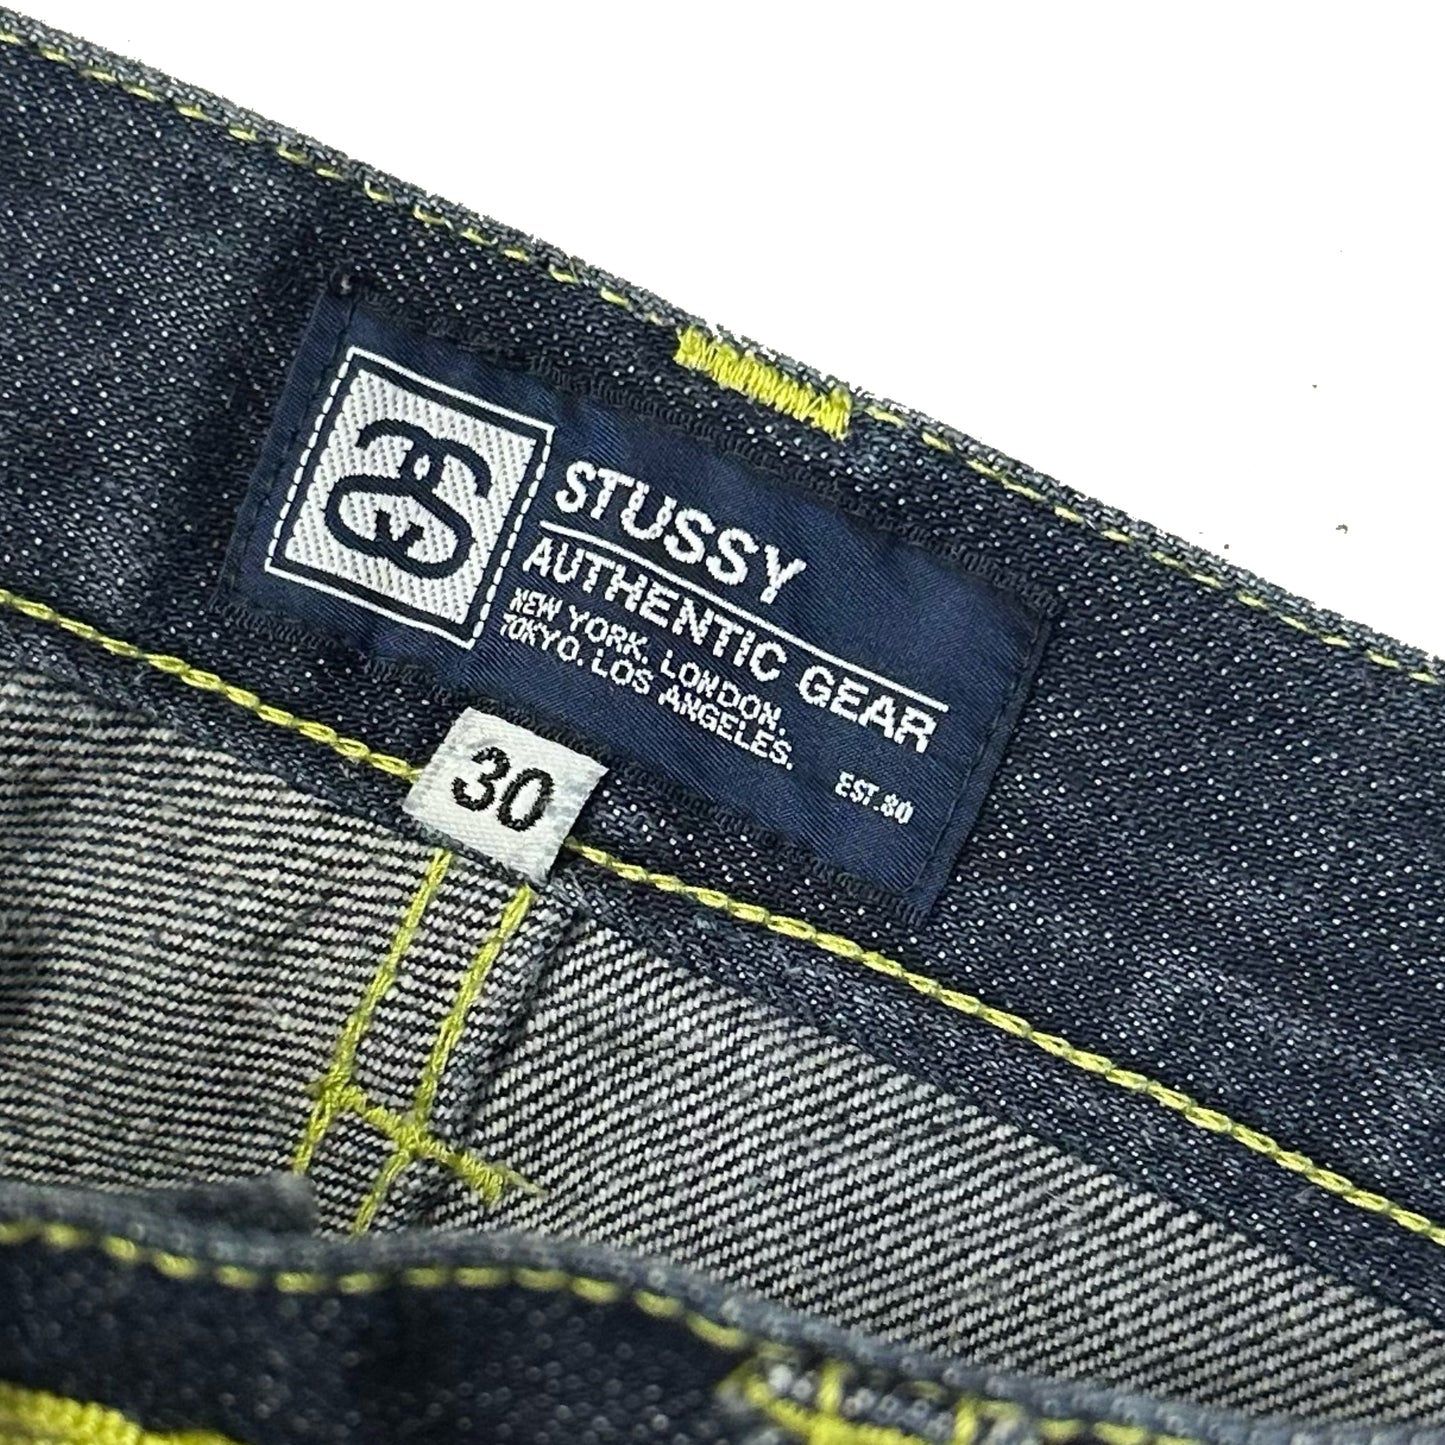 STUSSY
AUTHENTIC GEAR
NEW YORK. LONDON.
TOKYO. LOS ANGELES.
EST.80
30